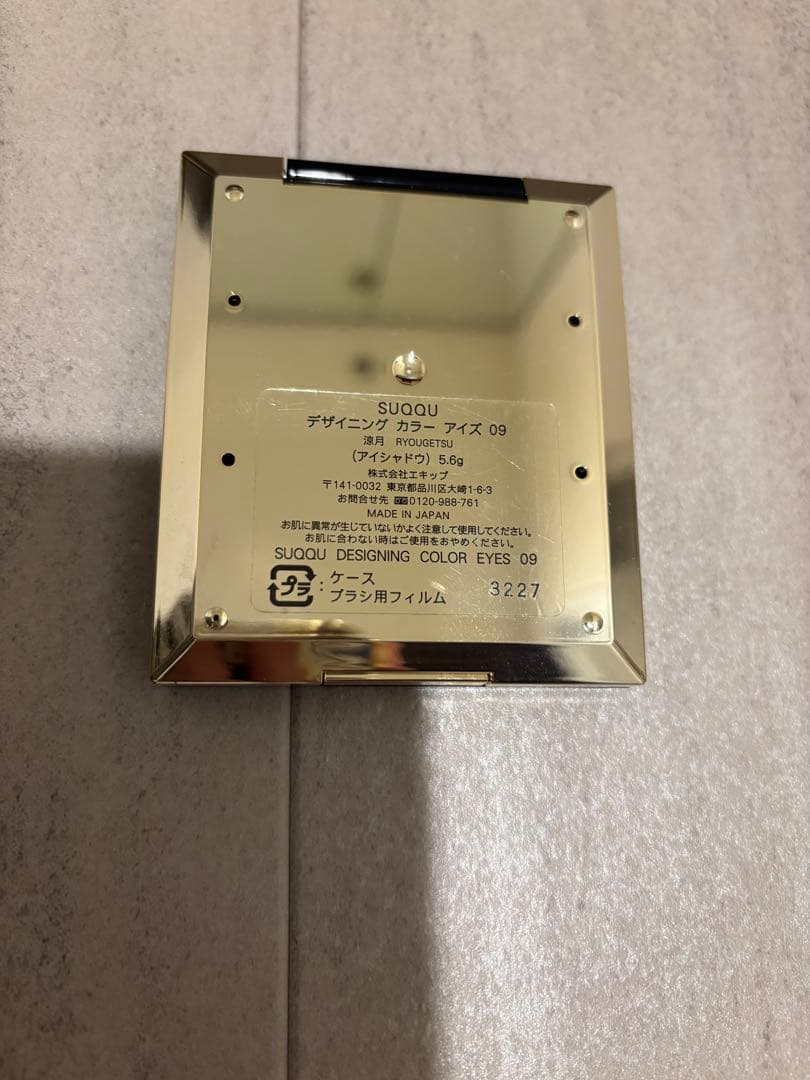 SUQQU
デザイニング カラー アイズ 09
涼月 RYOUGETSU
（アイシャドウ）5.6g
株式会社エキップ
〒141-0032 東京都品川区大崎1-6-3
お問合せ先 0120-988-761
MADE IN JAPAN
お肌に異常が生じていないかよく注意して使用してください。
お肌に合わない時はご使用をおやめください。
SUQQU DESIGNING COLOR EYES 09
プラ : ケース
ブラシ用フィルム 3227